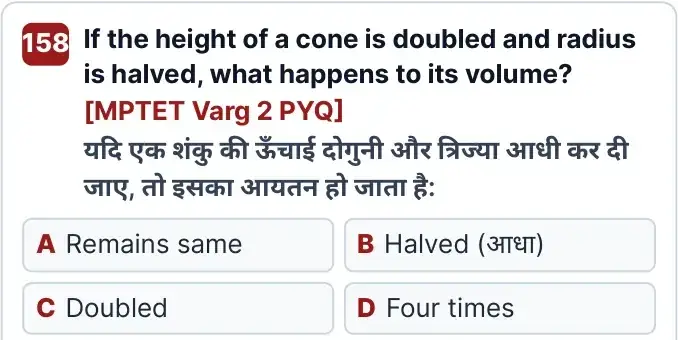 158 If the height of a cone is doubled and radius
is halved, what happens to its volume?
[MPTET Varg 2 PYQ]
यदि एक शंकु की ऊँचाई दोगुनी और त्रिज्या आधी कर दी
जाए, तो इसका आयतन हो जाता है:
A Remains same
B Halved (आधा)
C Doubled
D Four times